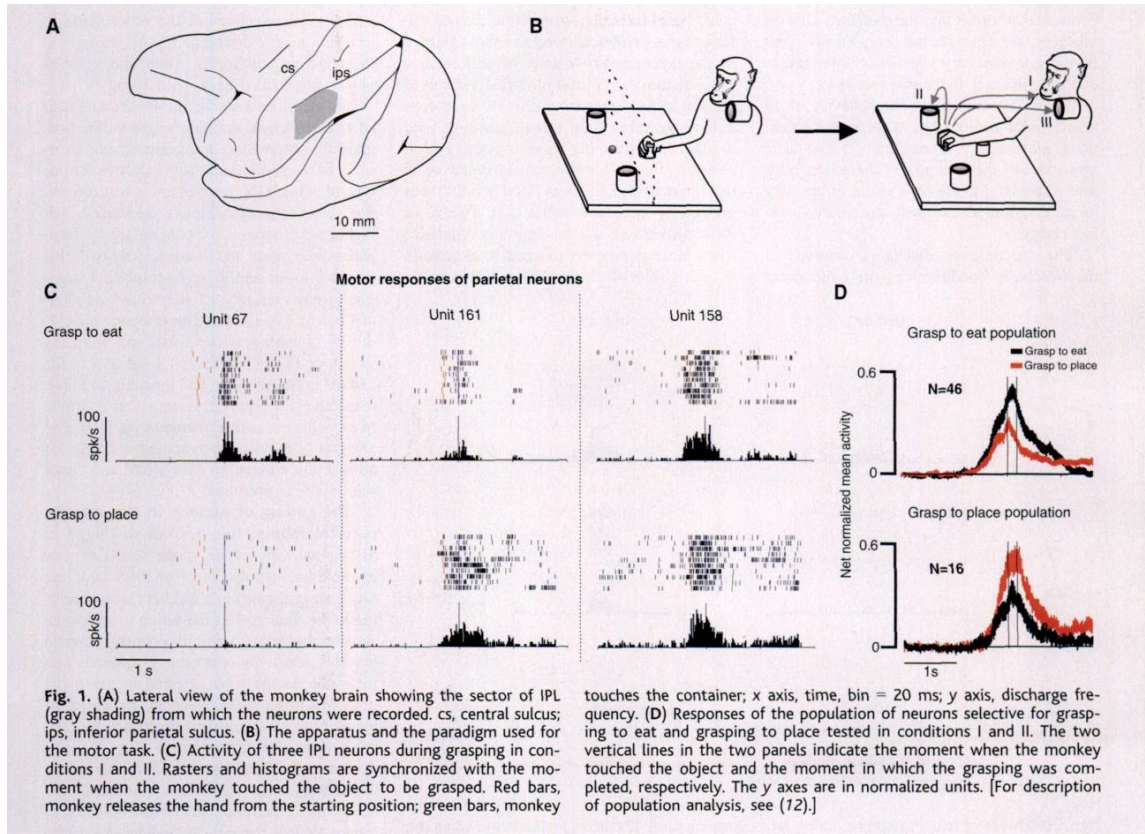 A
B
cs
ips
I
II
III
10 mm
Motor responses of parietal neurons
C
D
Unit 67
Unit 161
Unit 158
Grasp to eat
100
spk/s
0
Grasp to place
100
spk/s
0
1 s
Grasp to eat population
Grasp to eat
Grasp to place
0.6
N=46
0
Net normalized mean activity
Grasp to place population
0.6
N=16
0
1s
Fig. 1. (A) Lateral view of the monkey brain showing the sector of IPL
(gray shading) from which the neurons were recorded. cs, central sulcus;
ips, inferior parietal sulcus. (B) The apparatus and the paradigm used for
the motor task. (C) Activity of three IPL neurons during grasping in con-
ditions I and II. Rasters and histograms are synchronized with the mo-
ment when the monkey touched the object to be grasped. Red bars,
monkey releases the hand from the starting position; green bars, monkey
touches the container; x axis, time, bin = 20 ms; y axis, discharge fre-
quency. (D) Responses of the population of neurons selective for grasp-
ing to eat and grasping to place tested in conditions I and II. The two
vertical lines in the two panels indicate the moment when the monkey
touched the object and the moment in which the grasping was com-
pleted, respectively. The y axes are in normalized units. [For description
of population analysis, see (12).]